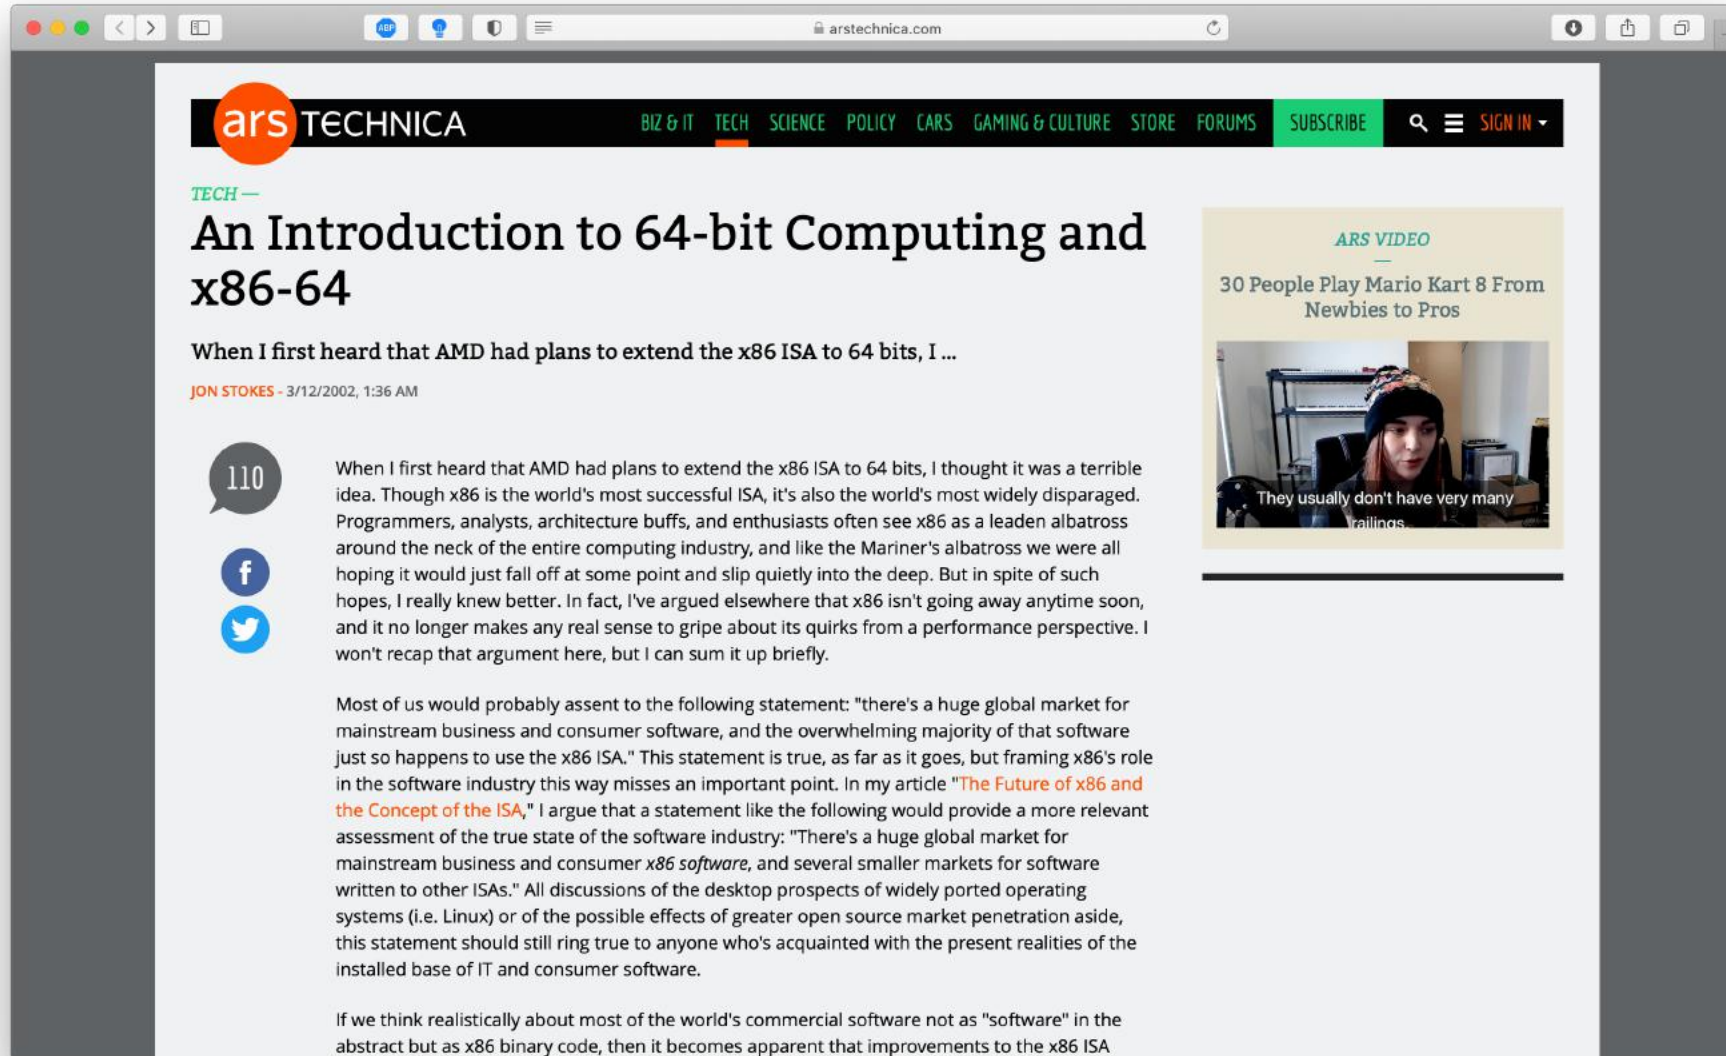 ABP
arstechnica.com
ars TECHNICA
BIZ & IT TECH SCIENCE POLICY CARS GAMING & CULTURE STORE FORUMS SUBSCRIBE SIGN IN
TECH —
An Introduction to 64-bit Computing and
x86-64
When I first heard that AMD had plans to extend the x86 ISA to 64 bits, I ...
JON STOKES - 3/12/2002, 1:36 AM
110
When I first heard that AMD had plans to extend the x86 ISA to 64 bits, I thought it was a terrible
idea. Though x86 is the world's most successful ISA, it's also the world's most widely disparaged.
Programmers, analysts, architecture buffs, and enthusiasts often see x86 as a leaden albatross
around the neck of the entire computing industry, and like the Mariner's albatross we were all
hoping it would just fall off at some point and slip quietly into the deep. But in spite of such
hopes, I really knew better. In fact, I've argued elsewhere that x86 isn't going away anytime soon,
and it no longer makes any real sense to gripe about its quirks from a performance perspective. I
won't recap that argument here, but I can sum it up briefly.
Most of us would probably assent to the following statement: "there's a huge global market for
mainstream business and consumer software, and the overwhelming majority of that software
just so happens to use the x86 ISA." This statement is true, as far as it goes, but framing x86's role
in the software industry this way misses an important point. In my article "The Future of x86 and
the Concept of the ISA," I argue that a statement like the following would provide a more relevant
assessment of the true state of the software industry: "There's a huge global market for
mainstream business and consumer x86 software, and several smaller markets for software
written to other ISAs." All discussions of the desktop prospects of widely ported operating
systems (i.e. Linux) or of the possible effects of greater open source market penetration aside,
this statement should still ring true to anyone who's acquainted with the present realities of the
installed base of IT and consumer software.
If we think realistically about most of the world's commercial software not as "software" in the
abstract but as x86 binary code, then it becomes apparent that improvements to the x86 ISA
ARS VIDEO
30 People Play Mario Kart 8 From
Newbies to Pros
They usually don't have very many
railings